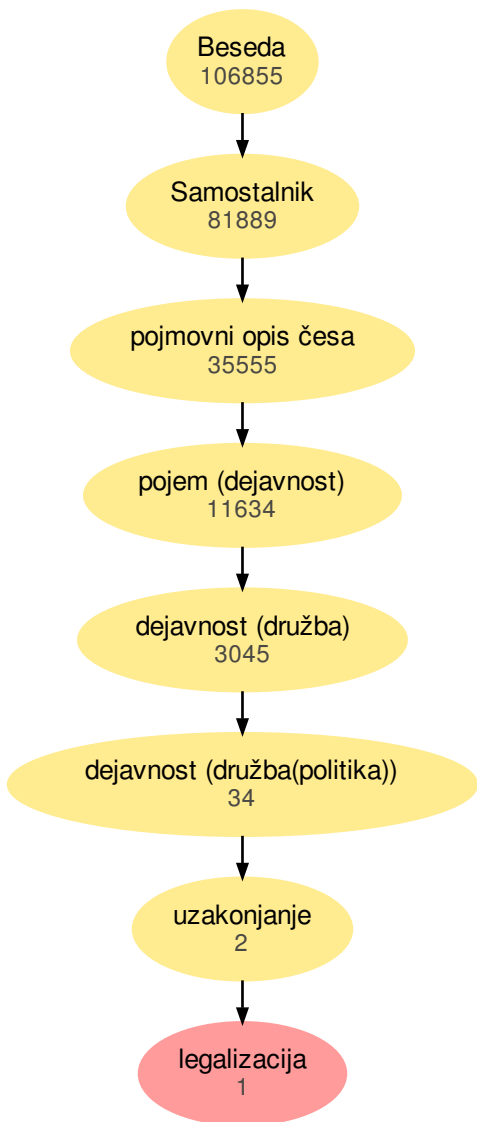 Beseda
106855
Samostalnik
81889
pojmovni opis česa
35555
pojem (dejavnost)
11634
dejavnost (družba)
3045
dejavnost (družba(politika))
34
uzakonjanje
2
legalizacija
1